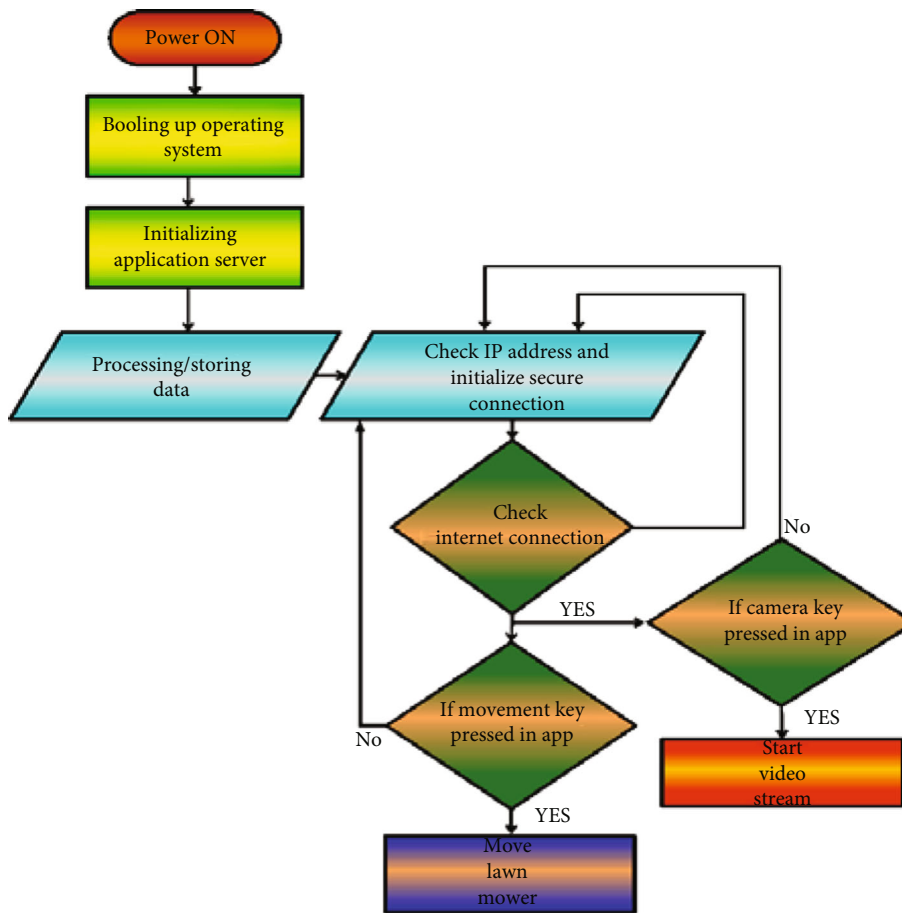 Power ON
Booling up operating
system
Initializing
application server
Processing/storing
data
Check IP address and
initialize secure
connection
Check
internet connection
No
YES
If camera key
pressed in app
If movement key
pressed in app
No
YES
Start
video
stream
YES
Move
lawn
mower